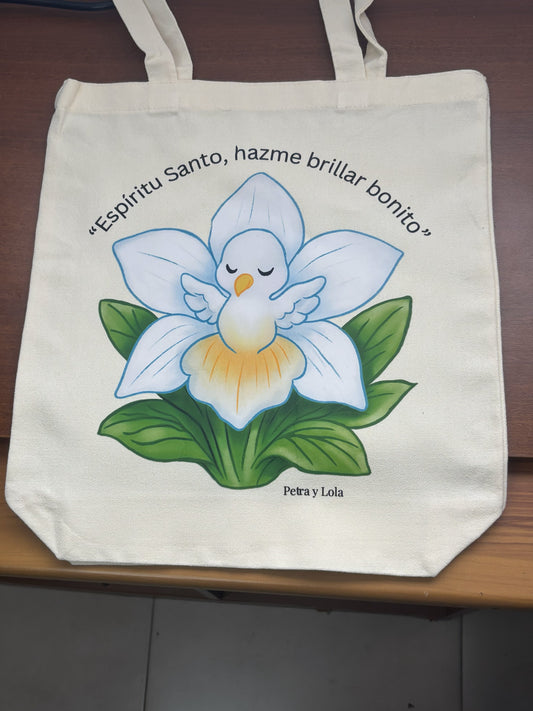 “Espíritu Santo, hazme brillar bonito”
Petra y Lola